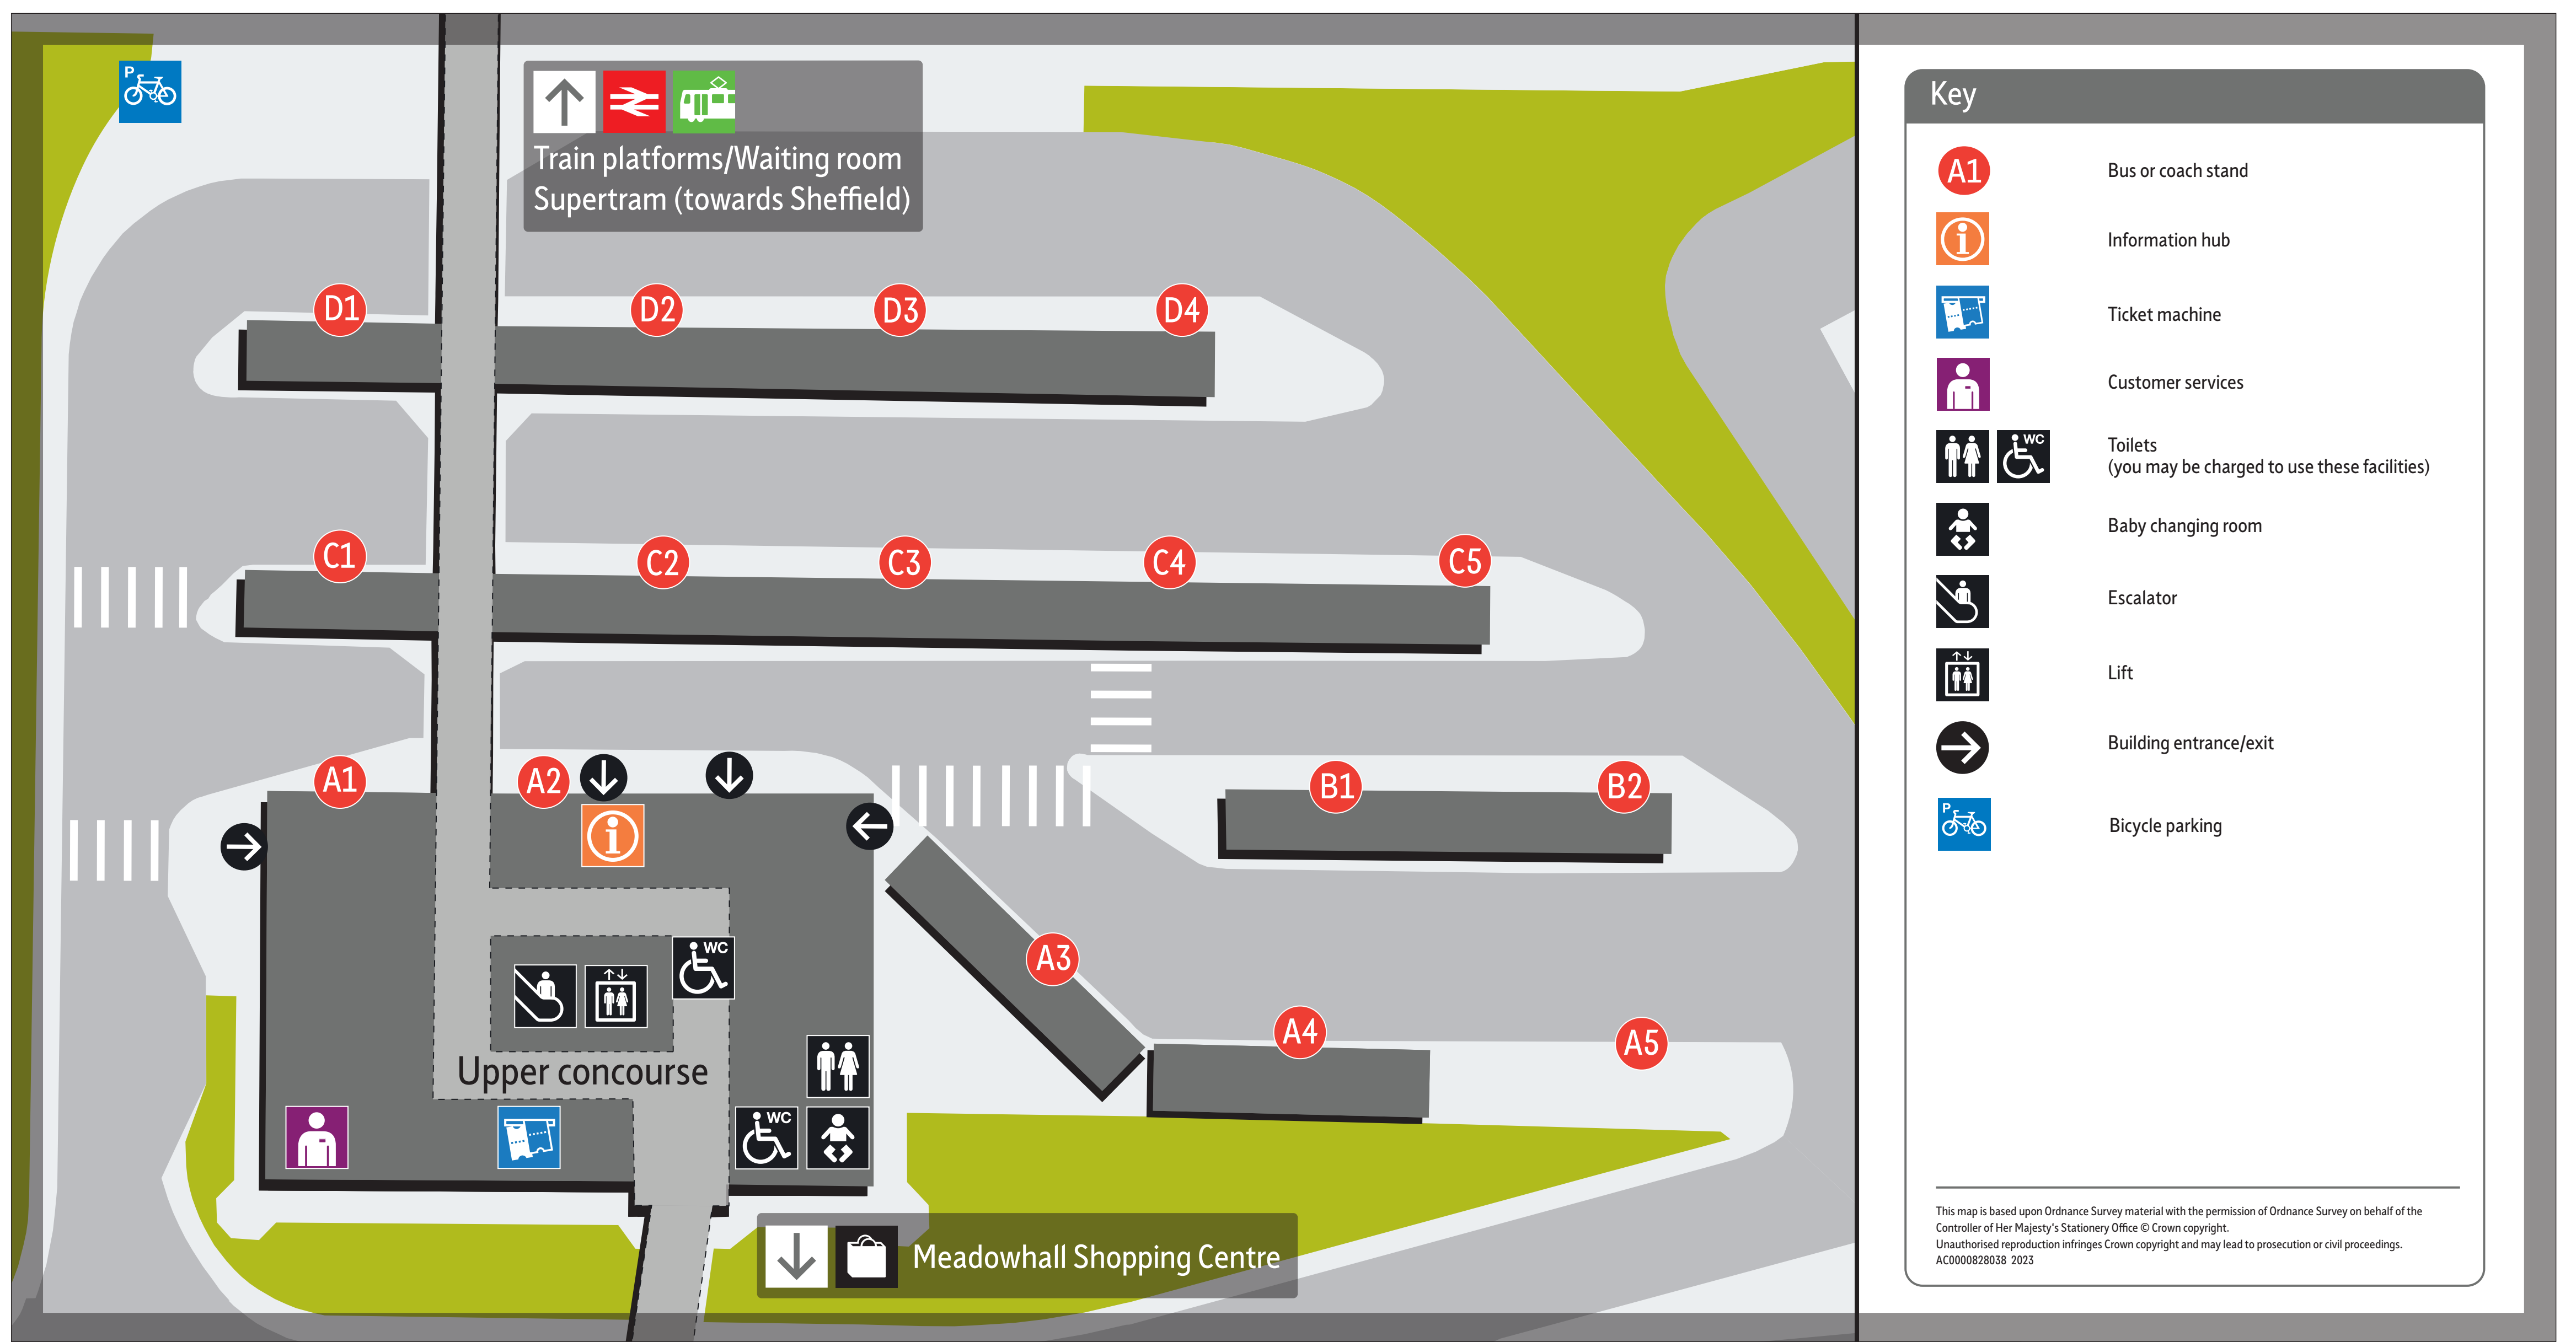 P
Train platforms/Waiting room
Supertram (towards Sheffield)
D1
D2
D3
D4
C1
C2
C3
C4
C5
A1
A2
B1
B2
A3
WC
A4
A5
Upper concourse
WC
Meadowhall Shopping Centre
Key
A1 Bus or coach stand
Information hub
Ticket machine
Customer services
WC Toilets
(you may be charged to use these facilities)
Baby changing room
Escalator
Lift
Building entrance/exit
P Bicycle parking
This map is based upon Ordnance Survey material with the permission of Ordnance Survey on behalf of the
Controller of Her Majesty's Stationery Office © Crown copyright.
Unauthorised reproduction infringes Crown copyright and may lead to prosecution or civil proceedings.
AC0000828038 2023